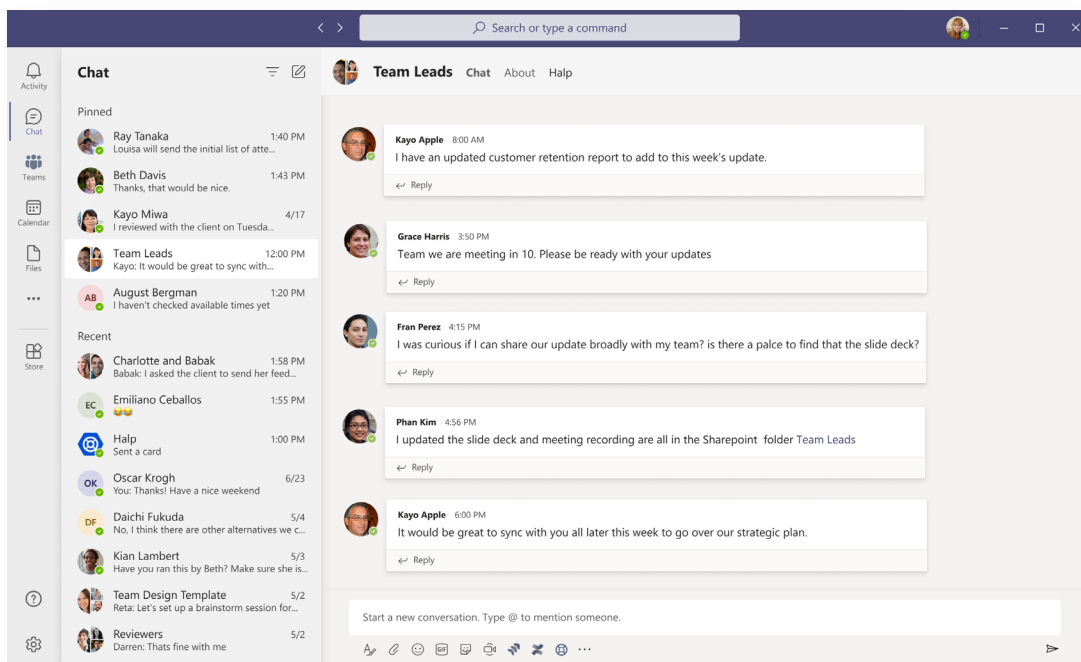 Search or type a command
Activity
Chat
Teams
Calendar
Files
Store
Chat
Pinned
Ray Tanaka 1:40 PM
Louisa will send the initial list of atte...
Beth Davis 1:43 PM
Thanks, that would be nice.
Kayo Miwa 4/17
I reviewed with the client on Tuesda...
Team Leads 12:00 PM
Kayo: It would be great to sync with...
AB
August Bergman 1:20 PM
I haven't checked available times yet
Recent
Charlotte and Babak 1:58 PM
Babak: I asked the client to send her feed...
EC
Emiliano Ceballos 1:55 PM
😂😂
Halp 1:00 PM
Sent a card
OK
Oscar Krogh 6/23
You: Thanks! Have a nice weekend
DF
Daichi Fukuda 5/4
No, I think there are other alternatives we c...
Kian Lambert 5/3
Have you ran this by Beth? Make sure she is...
Team Design Template 5/2
Reta: Let's set up a brainstorm session for...
Reviewers 5/2
Darren: Thats fine with me
Team Leads Chat About Halp
Kayo Apple 8:00 AM
I have an updated customer retention report to add to this week's update.
Reply
Grace Harris 3:50 PM
Team we are meeting in 10. Please be ready with your updates
Reply
Fran Perez 4:15 PM
I was curious if I can share our update broadly with my team? is there a palce to find that the slide deck?
Reply
Phan Kim 4:56 PM
I updated the slide deck and meeting recording are all in the Sharepoint folder Team Leads
Reply
Kayo Apple 6:00 PM
It would be great to sync with you all later this week to go over our strategic plan.
Reply
Start a new conversation. Type @ to mention someone.
GIF